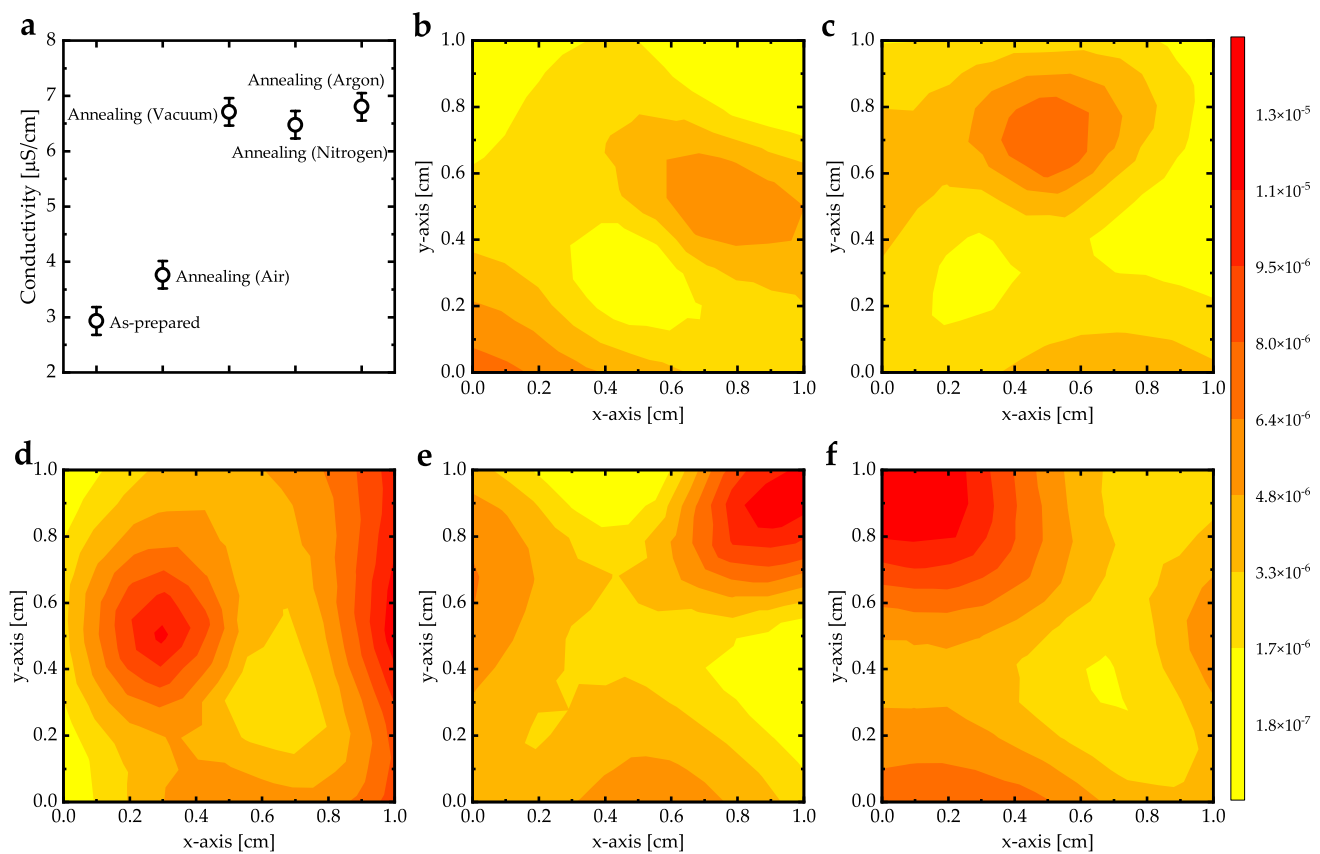 a
8
7
6
5
4
3
2
Conductivity [µS/cm]
Annealing (Argon)
Annealing (Vacuum)
Annealing (Nitrogen)
Annealing (Air)
As-prepared
b
1.0
0.8
0.6
0.4
0.2
0.0
y-axis [cm]
0.0 0.2 0.4 0.6 0.8 1.0
x-axis [cm]
c
1.0
0.8
0.6
0.4
0.2
0.0
y-axis [cm]
0.0 0.2 0.4 0.6 0.8 1.0
x-axis [cm]
1.3×10⁻⁵
1.1×10⁻⁵
9.5×10⁻⁶
8.0×10⁻⁶
6.4×10⁻⁶
4.8×10⁻⁶
3.3×10⁻⁶
1.7×10⁻⁶
1.8×10⁻⁷
d
1.0
0.8
0.6
0.4
0.2
0.0
y-axis [cm]
0.0 0.2 0.4 0.6 0.8 1.0
x-axis [cm]
e
1.0
0.8
0.6
0.4
0.2
0.0
y-axis [cm]
0.0 0.2 0.4 0.6 0.8 1.0
x-axis [cm]
f
1.0
0.8
0.6
0.4
0.2
0.0
y-axis [cm]
0.0 0.2 0.4 0.6 0.8 1.0
x-axis [cm]